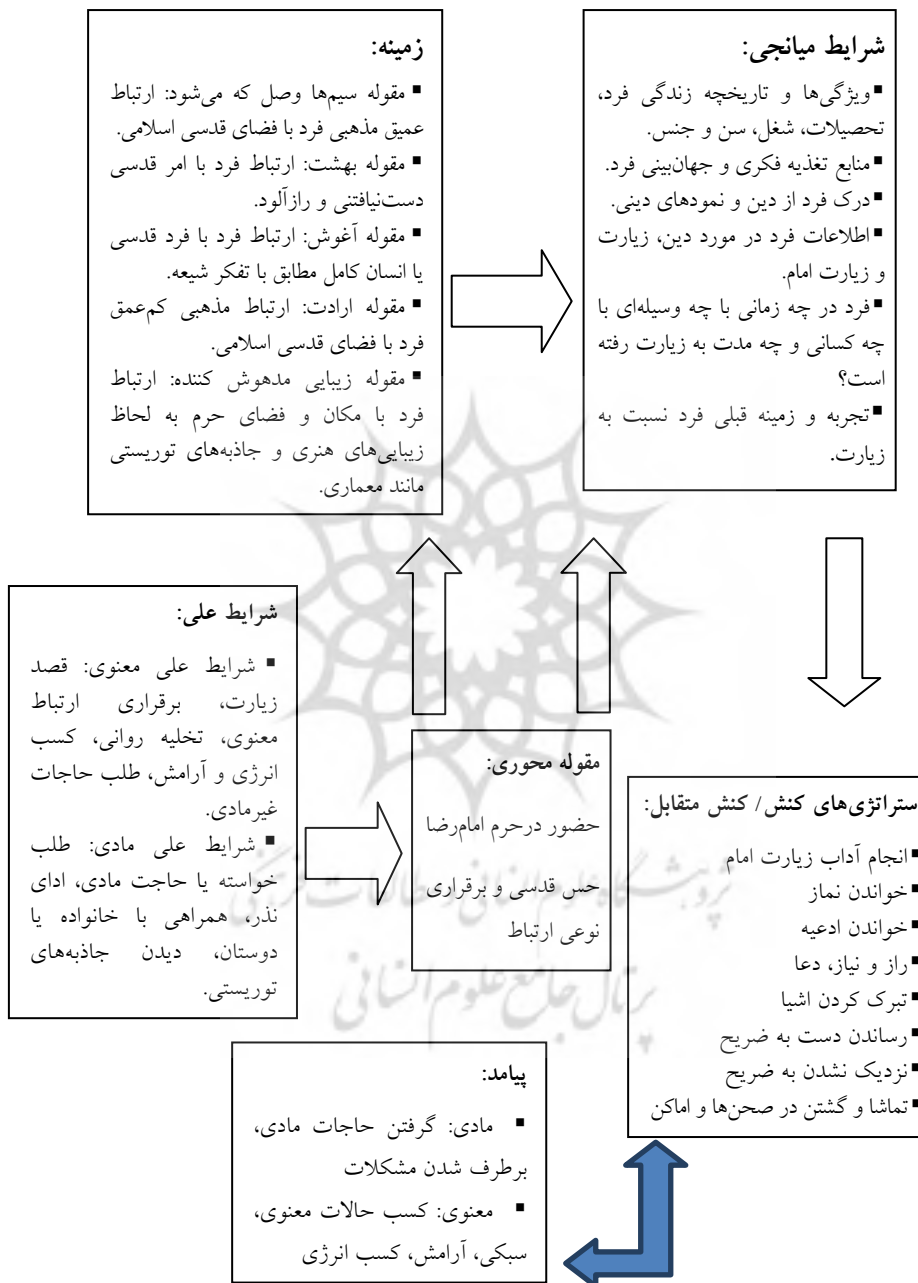 شرایط میانجی:
■ ویژگی‌ها و تاریخچه زندگی فرد،
تحصیلات، شغل، سن و جنس.
■ منابع تغذیه فکری و جهان‌بینی فرد.
■ درک فرد از دین و نمودهای دینی.
■ اطلاعات فرد در مورد دین، زیارت
و زیارت امام.
■ فرد در چه زمانی با چه وسیله‌ای با
چه کسانی و چه مدت به زیارت رفته
است؟
■ تجربه و زمینه قبلی فرد نسبت به
زیارت.
زمینه:
■ مقوله سیم‌ها وصل که می‌شود: ارتباط
عمیق مذهبی فرد با فضای قدسی اسلامی.
■ مقوله بهشت: ارتباط فرد با امر قدسی
دست‌نیافتنی و رازآلود.
■ مقوله آغوش: ارتباط فرد با فرد قدسی
یا انسان کامل مطابق با تفکر شیعه.
■ مقوله ارادت: ارتباط مذهبی کم‌عمق
فرد با فضای قدسی اسلامی.
■ مقوله زیبایی مدهوش کننده: ارتباط
فرد با مکان و فضای حرم به لحاظ
زیبایی‌های هنری و جاذبه‌های توریستی
مانند معماری.
شرایط علی:
■ شرایط علی معنوی: قصد
زیارت، برقراری ارتباط
معنوی، تخلیه روانی، کسب
انرژی و آرامش، طلب حاجات
غیرمادی.
■ شرایط علی مادی: طلب
خواسته یا حاجت مادی، ادای
نذر، همراهی با خانواده یا
دوستان، دیدن جاذبه‌های
توریستی.
مقوله محوری:
حضور درحرم امام‌رضا
حس قدسی و برقراری
نوعی ارتباط
ستراتژی‌های کنش/ کنش متقابل:
■ انجام آداب زیارت امام
■ خواندن نماز
■ خواندن ادعیه
■ راز و نیاز، دعا
■ تبرک کردن اشیا
■ رساندن دست به ضریح
■ نزدیک نشدن به ضریح
■ تماشا و گشتن در صحن‌ها و اماکن
پیامد:
■ مادی: گرفتن حاجات مادی،
برطرف شدن مشکلات
■ معنوی: کسب حالات معنوی،
سبکی، آرامش، کسب انرژی
پژوهشگاه علوم انسانی و مطالعات فرهنگی
پرتال جامع علوم انسانی